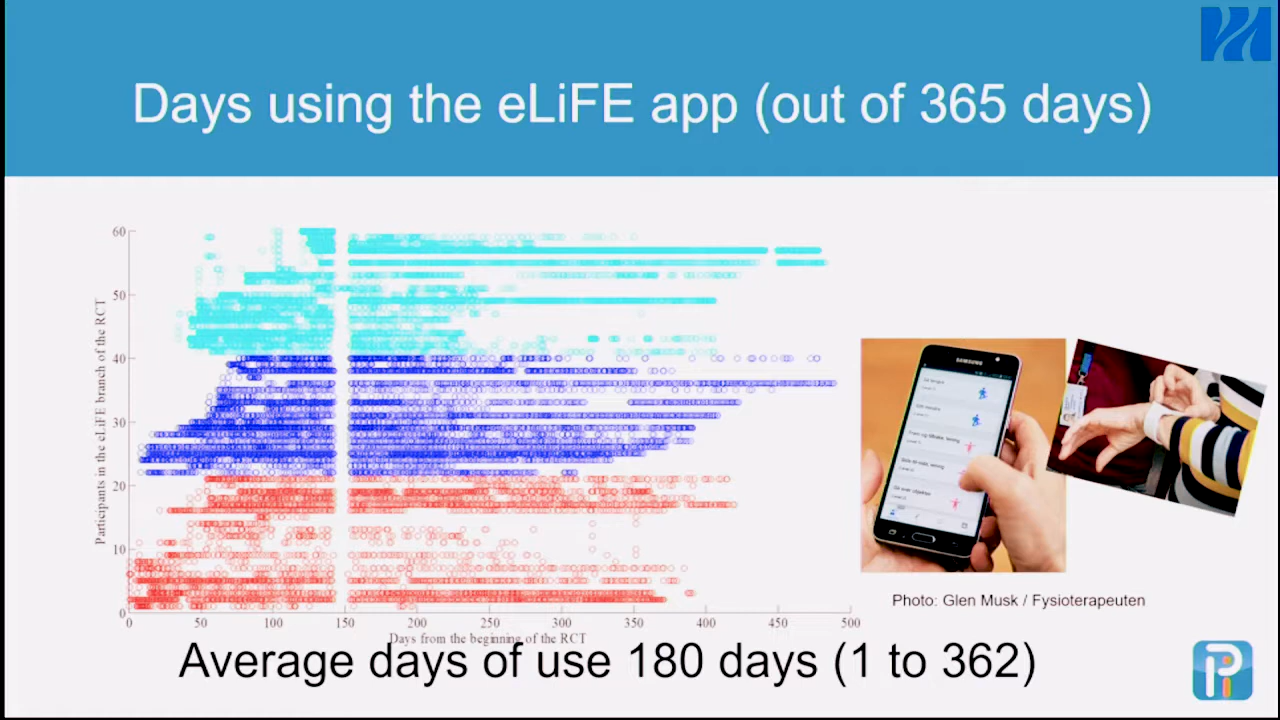 Days using the eLiFE app (out of 365 days)
Participants in the eLiFE branch of the RCT
60
50
40
30
20
10
0
0 50 100 150 200 250 300 350 400 450 500
Days from the beginning of the RCT
SAMSUNG
Photo: Glen Musk / Fysioterapeuten
Average days of use 180 days (1 to 362)